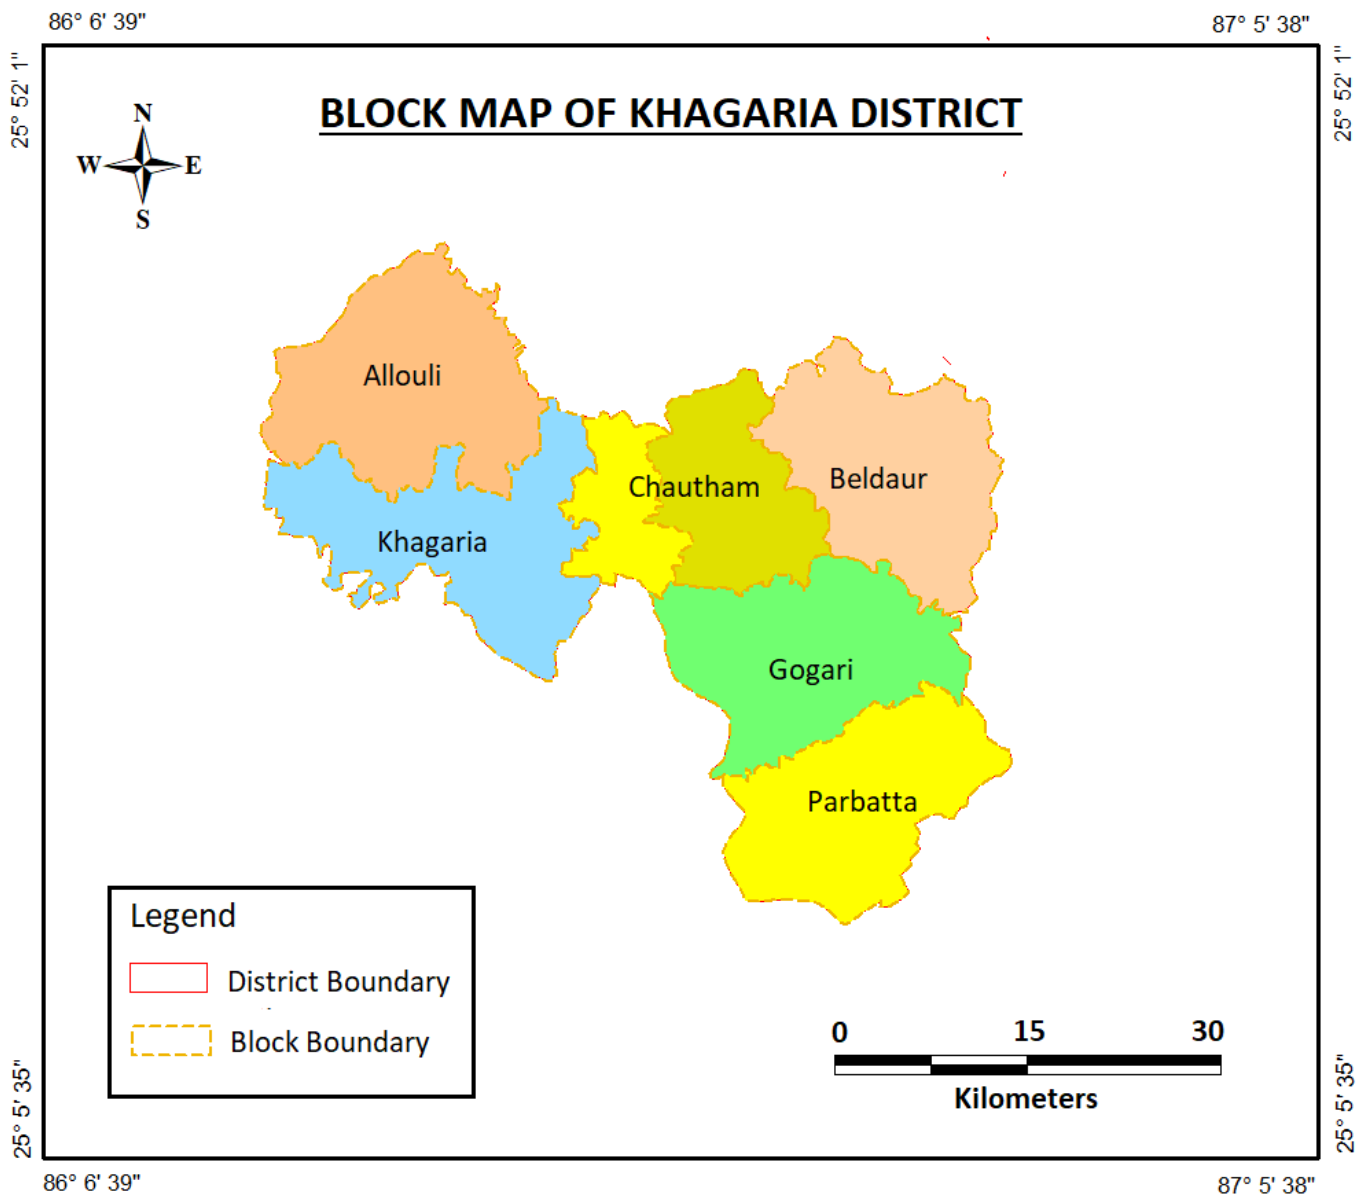 86° 6' 39"
87° 5' 38"
25° 52' 1"
25° 52' 1"
BLOCK MAP OF KHAGARIA DISTRICT
N
W E
S
Allouli
Beldaur
Chautham
Khagaria
Gogari
Parbatta
Legend
District Boundary
Block Boundary
0 15 30
Kilometers
25° 5' 35"
25° 5' 35"
86° 6' 39"
87° 5' 38"